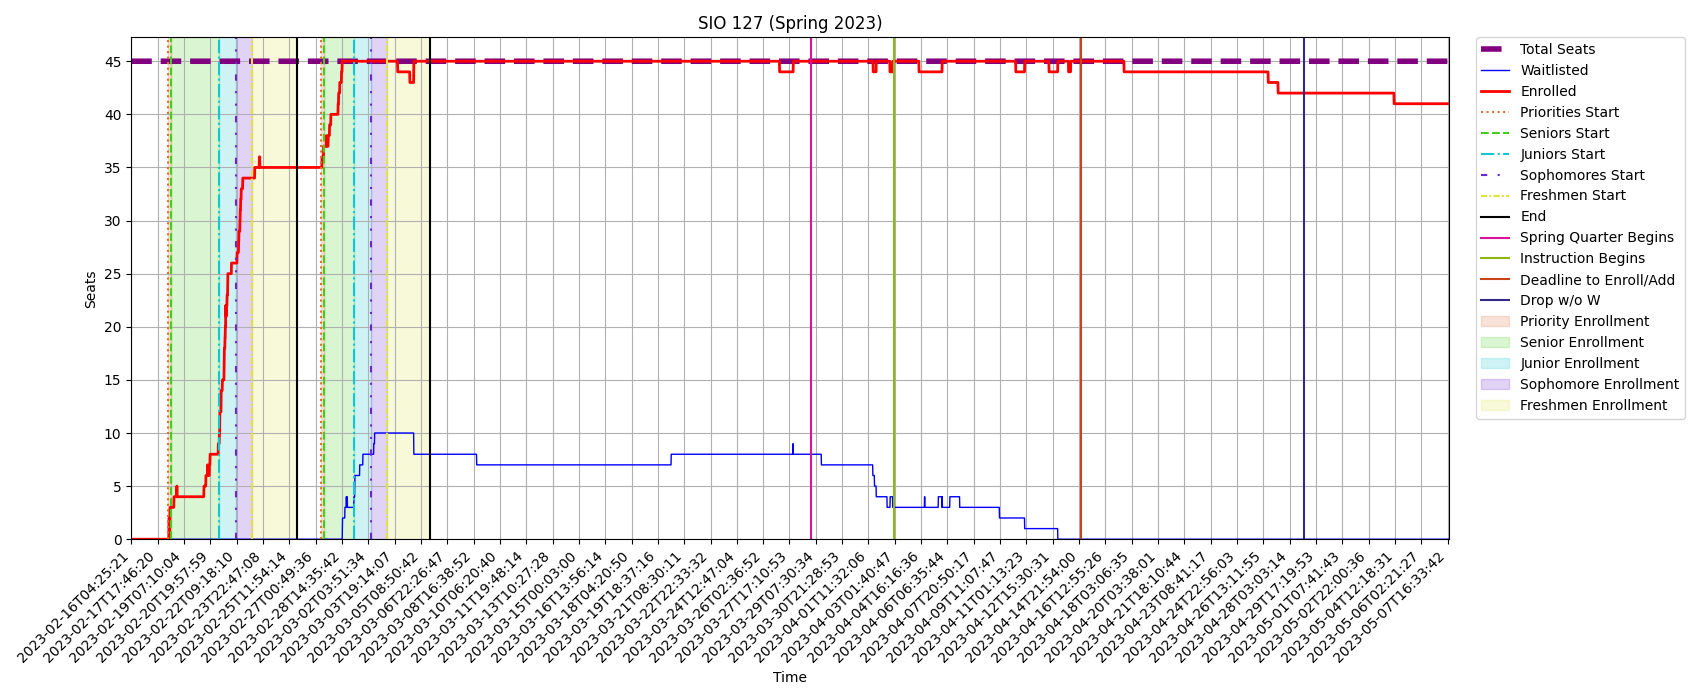 SIO 127 (Spring 2023)
Seats
45
40
35
30
25
20
15
10
5
0
2023-02-16T04:25:21
2023-02-17T17:46:20
2023-02-19T07:10:04
2023-02-20T19:57:59
2023-02-22T09:18:10
2023-02-23T22:47:08
2023-02-25T11:54:14
2023-02-27T00:49:36
2023-02-28T14:35:42
2023-03-02T03:51:34
2023-03-03T19:14:07
2023-03-05T08:50:42
2023-03-06T22:26:47
2023-03-08T16:38:52
2023-03-10T06:20:40
2023-03-11T19:48:14
2023-03-13T10:27:28
2023-03-15T00:03:00
2023-03-16T13:56:14
2023-03-18T04:20:50
2023-03-19T18:37:16
2023-03-21T08:30:11
2023-03-22T22:33:32
2023-03-24T12:47:04
2023-03-26T02:36:52
2023-03-27T17:10:53
2023-03-29T07:30:34
2023-03-30T21:28:53
2023-04-01T11:32:06
2023-04-03T01:40:47
2023-04-04T16:16:36
2023-04-06T06:35:44
2023-04-07T20:50:17
2023-04-09T11:07:47
2023-04-11T01:13:23
2023-04-12T15:30:31
2023-04-14T21:54:00
2023-04-16T12:55:26
2023-04-18T03:06:35
2023-04-20T03:38:01
2023-04-21T18:10:44
2023-04-23T08:41:17
2023-04-24T22:56:03
2023-04-26T13:11:55
2023-04-28T03:03:14
2023-04-29T17:19:53
2023-05-01T07:41:43
2023-05-02T22:00:36
2023-05-04T12:18:31
2023-05-06T02:21:27
2023-05-07T16:33:42
Time
Total Seats
Waitlisted
Enrolled
Priorities Start
Seniors Start
Juniors Start
Sophomores Start
Freshmen Start
End
Spring Quarter Begins
Instruction Begins
Deadline to Enroll/Add
Drop w/o W
Priority Enrollment
Senior Enrollment
Junior Enrollment
Sophomore Enrollment
Freshmen Enrollment